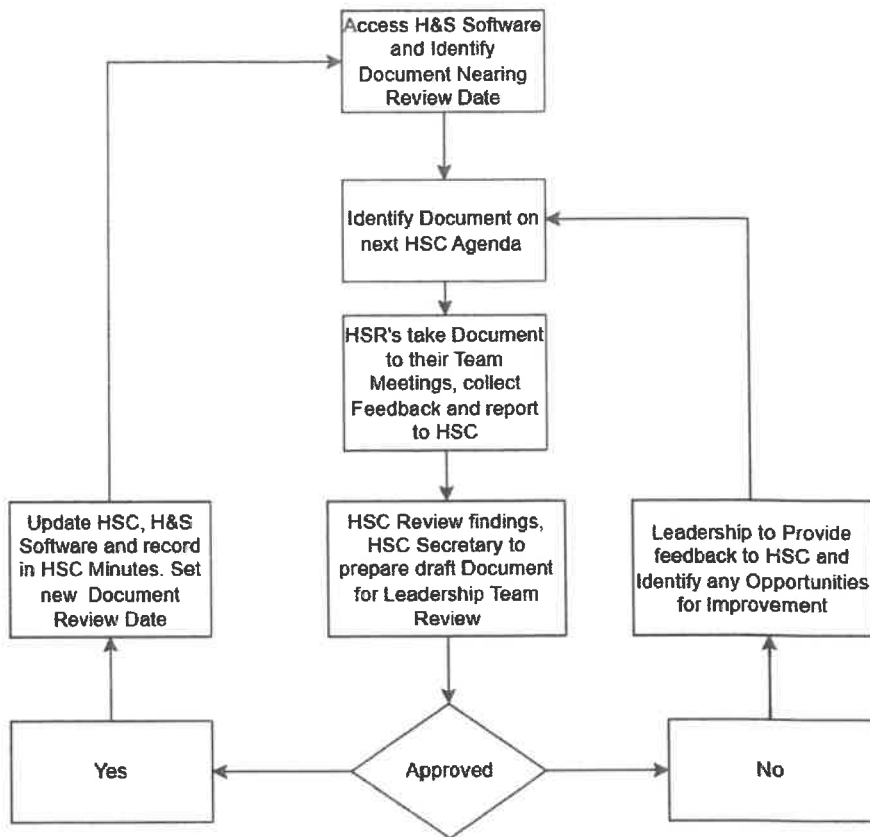 Access H&S Software
and Identify
Document Nearing
Review Date
Identify Document on
next HSC Agenda
HSR's take Document
to their Team
Meetings, collect
Feedback and report
to HSC
Update HSC, H&S
Software and record
in HSC Minutes. Set
new Document
Review Date
HSC Review findings,
HSC Secretary to
prepare draft Document
for Leadership Team
Review
Leadership to Provide
feedback to HSC and
Identify any Opportunities
for Improvement
Yes
Approved
No